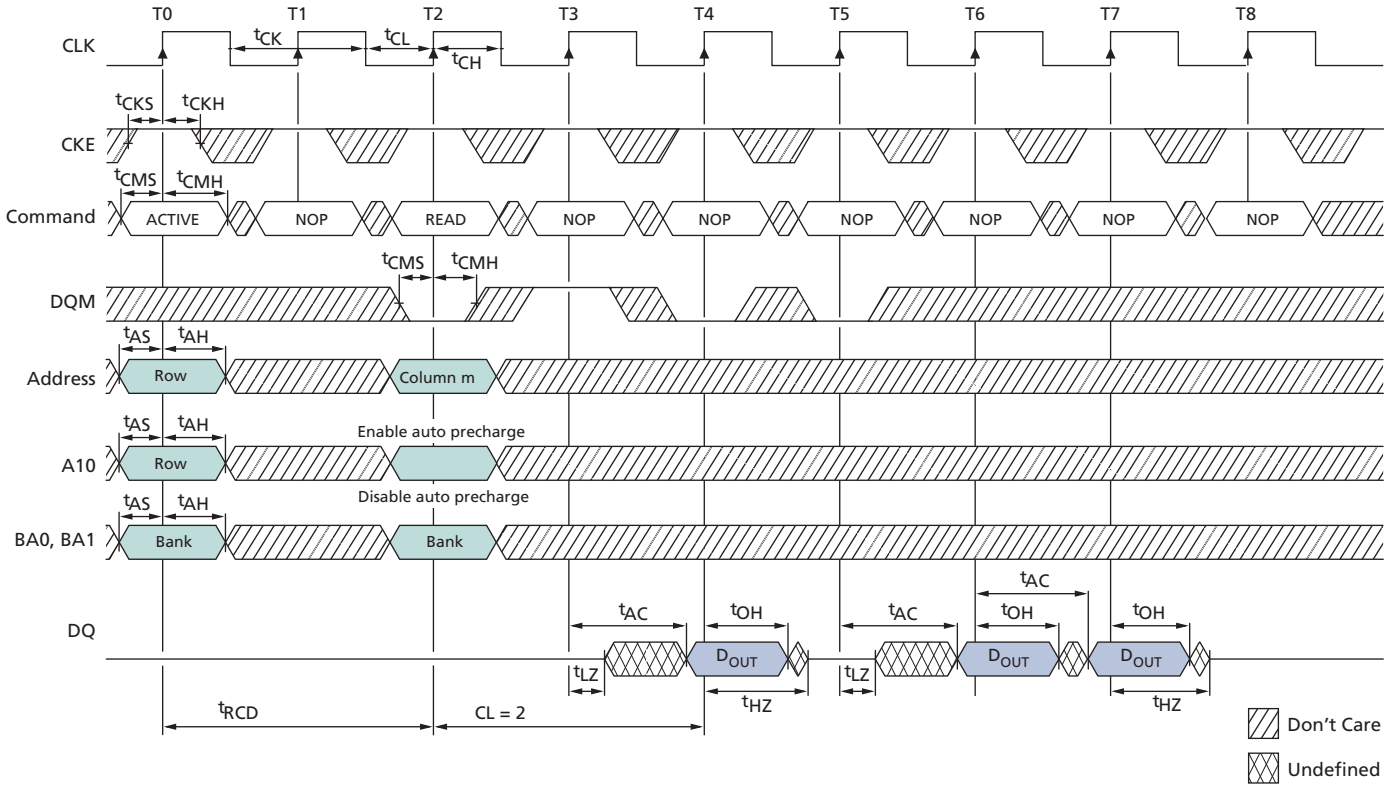 T0 T1 T2 T3 T4 T5 T6 T7 T8
CLK
tCK tCL
tCH
tCKS tCKH
CKE
tCMS tCMH
Command ACTIVE NOP READ NOP NOP NOP NOP NOP NOP
tCMS tCMH
DQM
tAS tAH
Address Row Column m
tAS tAH Enable auto precharge
A10 Row
Disable auto precharge
tAS tAH
BA0, BA1 Bank Bank
tAC
tAC tOH tAC tOH tOH
DQ
DOUT DOUT DOUT
tLZ tLZ
tHZ tHZ
tRCD CL = 2
Don't Care
Undefined